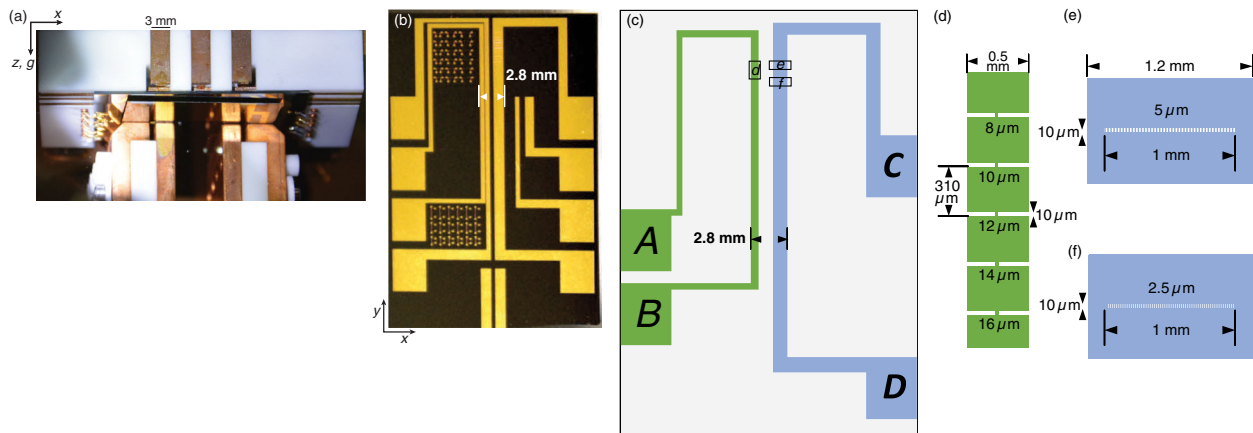 (a)
x
z, g
3 mm
(b)
2.8 mm
y
x
(c)
d
e
f
A
B
C
D
2.8 mm
(d)
0.5
mm
8 µm
10 µm
12 µm
14 µm
16 µm
310
µm
10 µm
(e)
1.2 mm
5 µm
10 µm
1 mm
(f)
2.5 µm
10 µm
1 mm